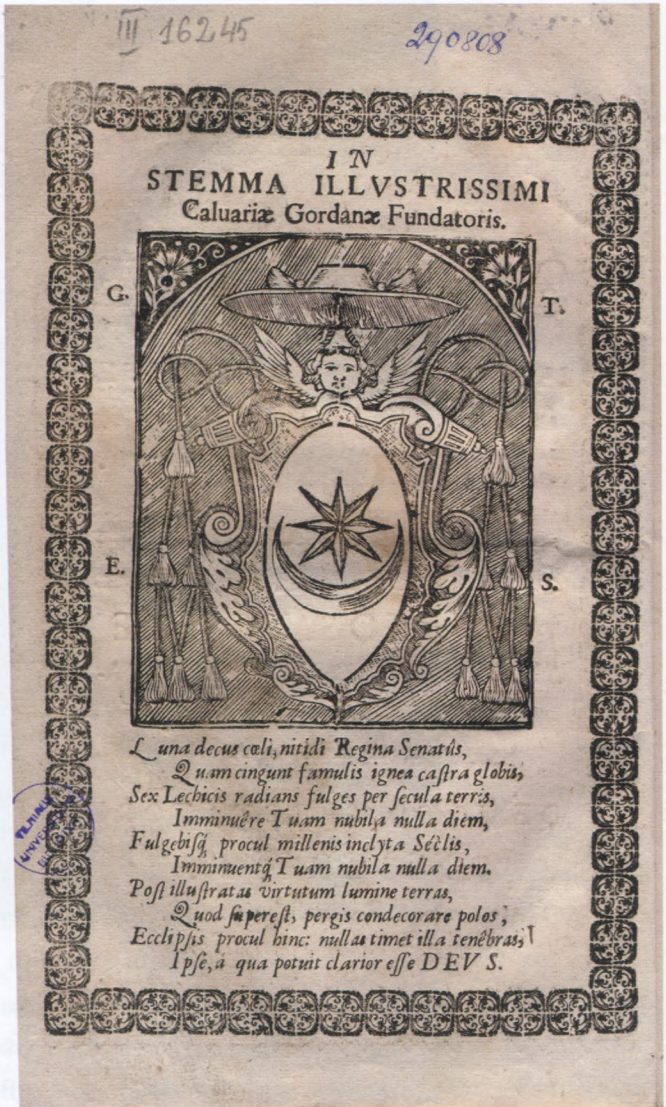 III 16245
290808
IN
STEMMA ILLVSTRISSIMI
Caluariæ Gordanæ Fundatoris.
G. T.
E. S.
Luna decus cœli, nitidi Regina Senatûs,
Quam cingunt famulis ignea caſtra globis,
Sex Lechicis radians fulges per ſecula terris,
Imminuêre Tuam nubila nulla diem,
Fulgebiſq́ procul millenis inclyta Séclis,
Imminuentq́ Tuam nubila nulla diem.
Poſt illuſtratas virtutum lumine terras,
Quod ſupereſt, pergis condecorare polos;
Ecclipſis procul hinc: nullas timet illa tenêbras,
Ipſe, á qua potuit clarior eſſe DEVS.